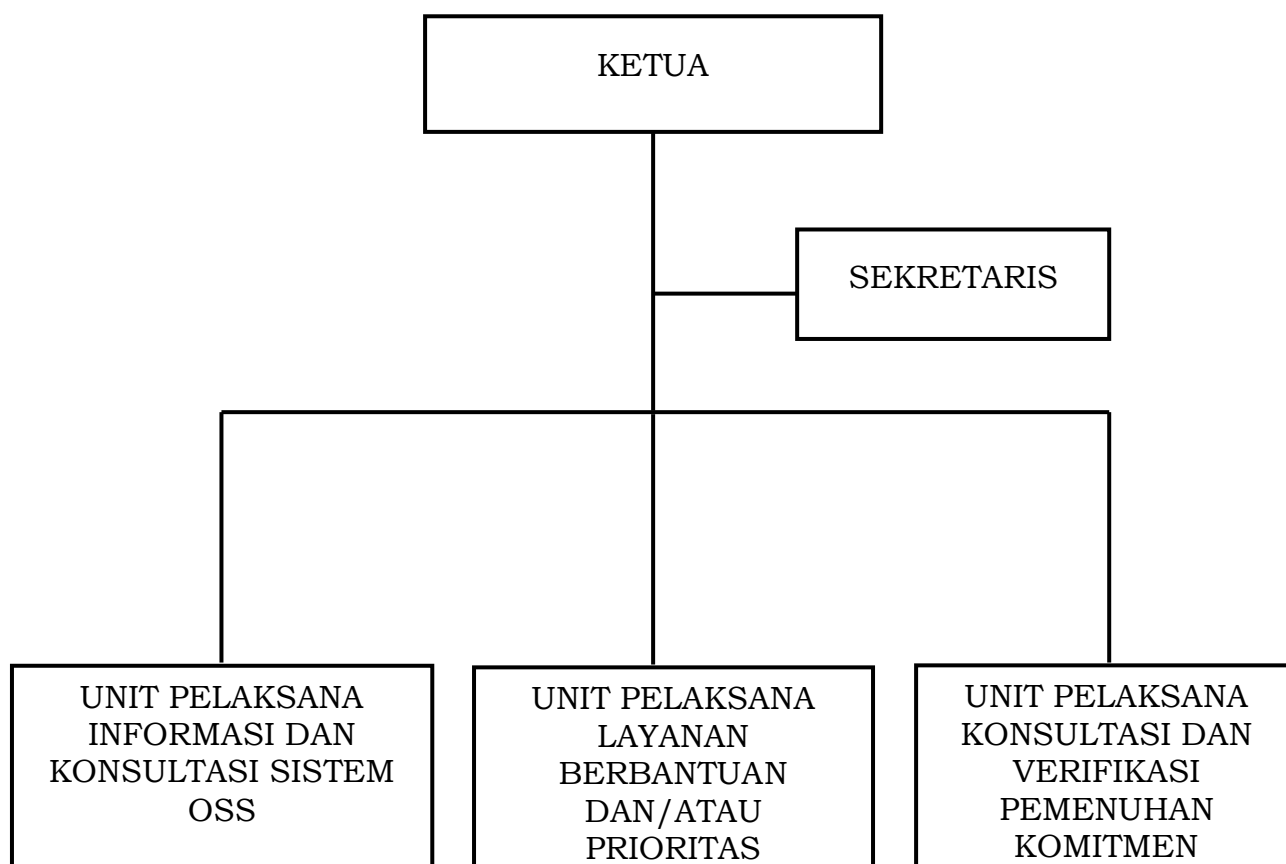 KETUA
SEKRETARIS
UNIT PELAKSANA
INFORMASI DAN
KONSULTASI SISTEM
OSS
UNIT PELAKSANA
LAYANAN
BERBANTUAN
DAN/ATAU
PRIORITAS
UNIT PELAKSANA
KONSULTASI DAN
VERIFIKASI
PEMENUHAN
KOMITMEN